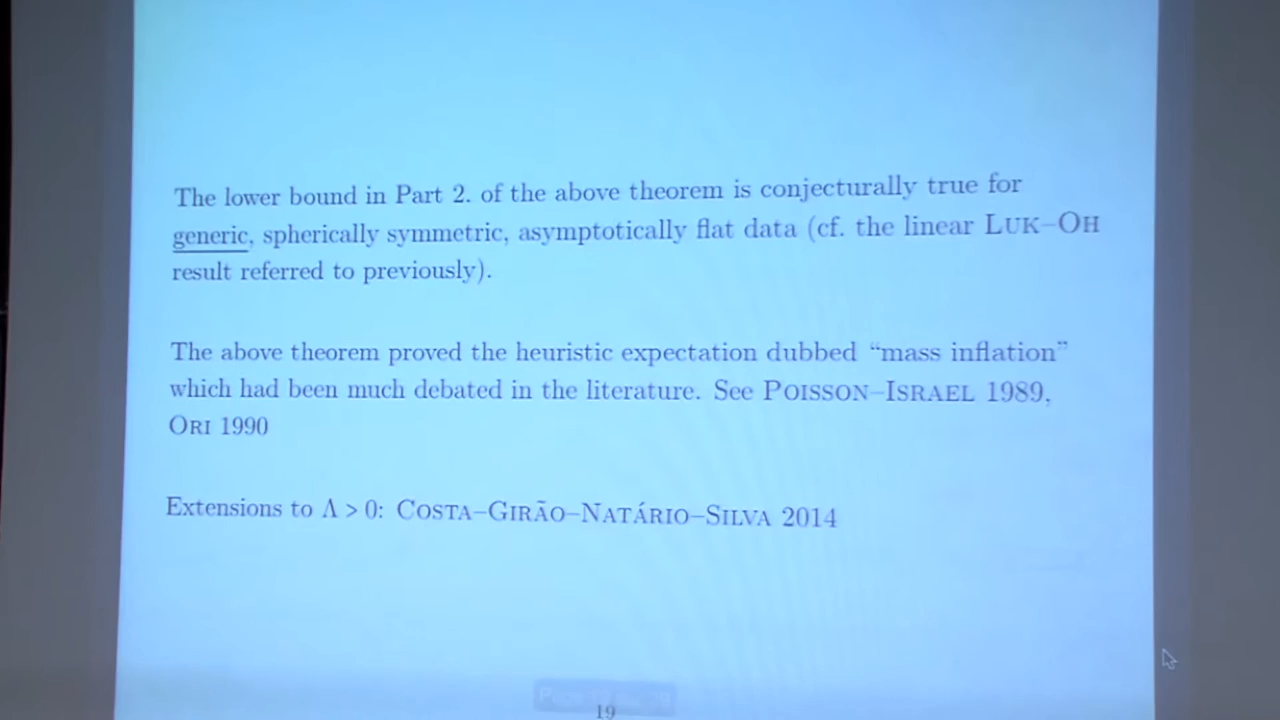 The lower bound in Part 2. of the above theorem is conjecturally true for
generic, spherically symmetric, asymptotically flat data (cf. the linear LUK–OH
result referred to previously).
The above theorem proved the heuristic expectation dubbed “mass inflation”
which had been much debated in the literature. See POISSON–ISRAEL 1989,
ORI 1990
Extensions to Λ > 0: COSTA–GIRÃO–NATÁRIO–SILVA 2014
19